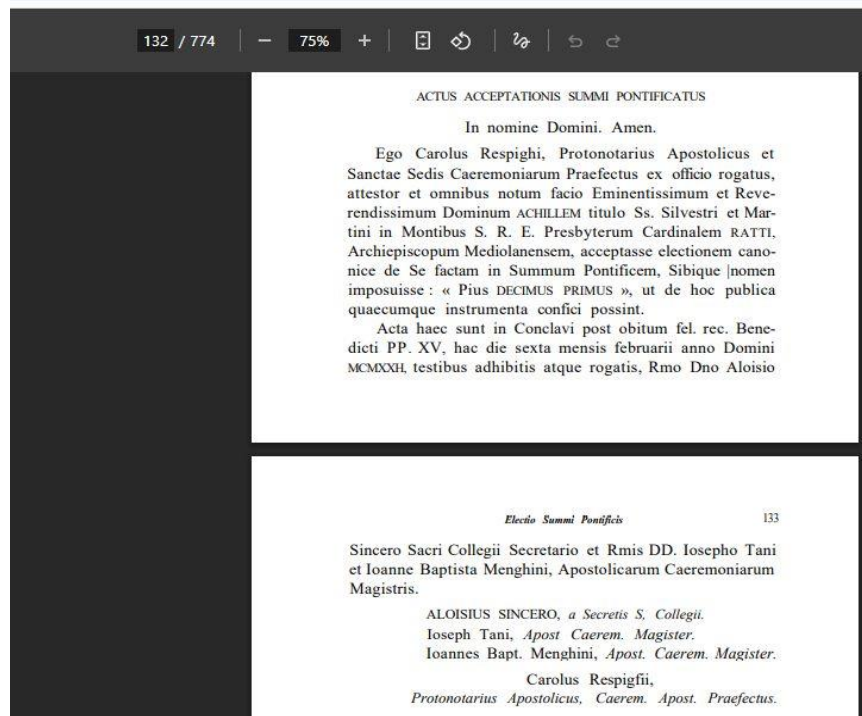 132 / 774 75%
ACTUS ACCEPTATIONIS SUMMI PONTIFICATUS
In nomine Domini. Amen.
Ego Carolus Respighi, Protonotarius Apostolicus et
Sanctae Sedis Caeremoniarum Praefectus ex officio rogatus,
attestor et omnibus notum facio Eminentissimum et Reve-
rendissimum Dominum ACHILLEM titulo Ss. Silvestri et Mar-
tini in Montibus S. R. E. Presbyterum Cardinalem RATTI,
Archiepiscopum Mediolanensem, acceptasse electionem cano-
nice de Se factam in Summum Pontificem, Sibique |nomen
imposuisse : « Pius DECIMUS PRIMUS », ut de hoc publica
quaecumque instrumenta confici possint.
Acta haec sunt in Conclavi post obitum fel. rec. Bene-
dicti PP. XV, hac die sexta mensis februarii anno Domini
MCMXXH, testibus adhibitis atque rogatis, Rmo Dno Aloisio
Electio Summi Pontificis 133
Sincero Sacri Collegii Secretario et Rmis DD. Iosepho Tani
et Ioanne Baptista Menghini, Apostolicarum Caeremoniarum
Magistris.
ALOISIUS SINCERO, a Secretis S, Collegii.
Ioseph Tani, Apost Caerem. Magister.
Ioannes Bapt. Menghini, Apost. Caerem. Magister.
Carolus Respigfii,
Protonotarius Apostolicus, Caerem. Apost. Praefectus.